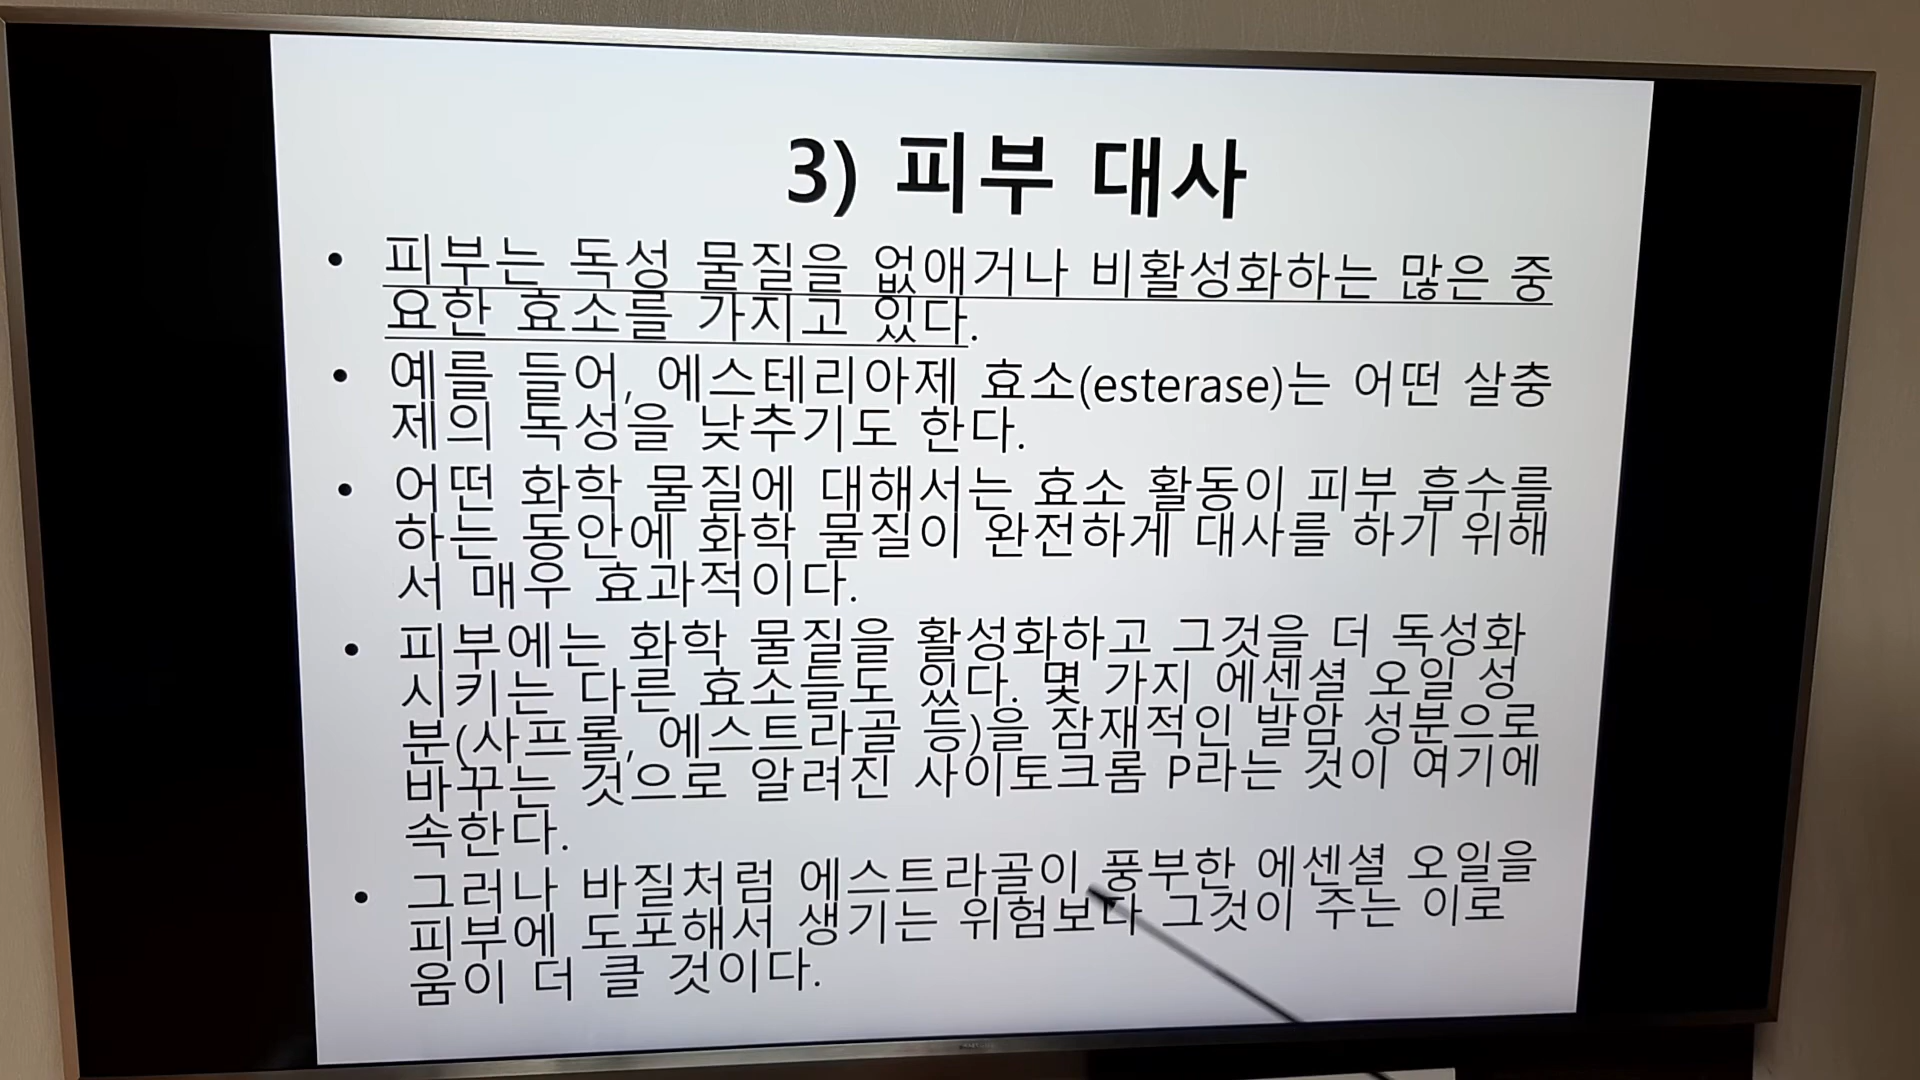 3) 피부 대사
• 피부는 독성 물질을 없애거나 비활성화하는 많은 중
요한 효소를 가지고 있다.
• 예를 들어, 에스테리아제 효소(esterase)는 어떤 살충
제의 독성을 낮추기도 한다.
• 어떤 화학 물질에 대해서는 효소 활동이 피부 흡수를
하는 동안에 화학 물질이 완전하게 대사를 하기 위해
서 매우 효과적이다.
• 피부에는 화학 물질을 활성화하고 그것을 더 독성화
시키는 다른 효소들도 있다. 몇 가지 에센셜 오일 성
분(사프롤, 에스트라골 등)을 잠재적인 발암 성분으로
바꾸는 것으로 알려진 사이토크롬 P라는 것이 여기에
속한다.
• 그러나 바질처럼 에스트라골이 풍부한 에센셜 오일을
피부에 도포해서 생기는 위험보다 그것이 주는 이로
움이 더 클 것이다.